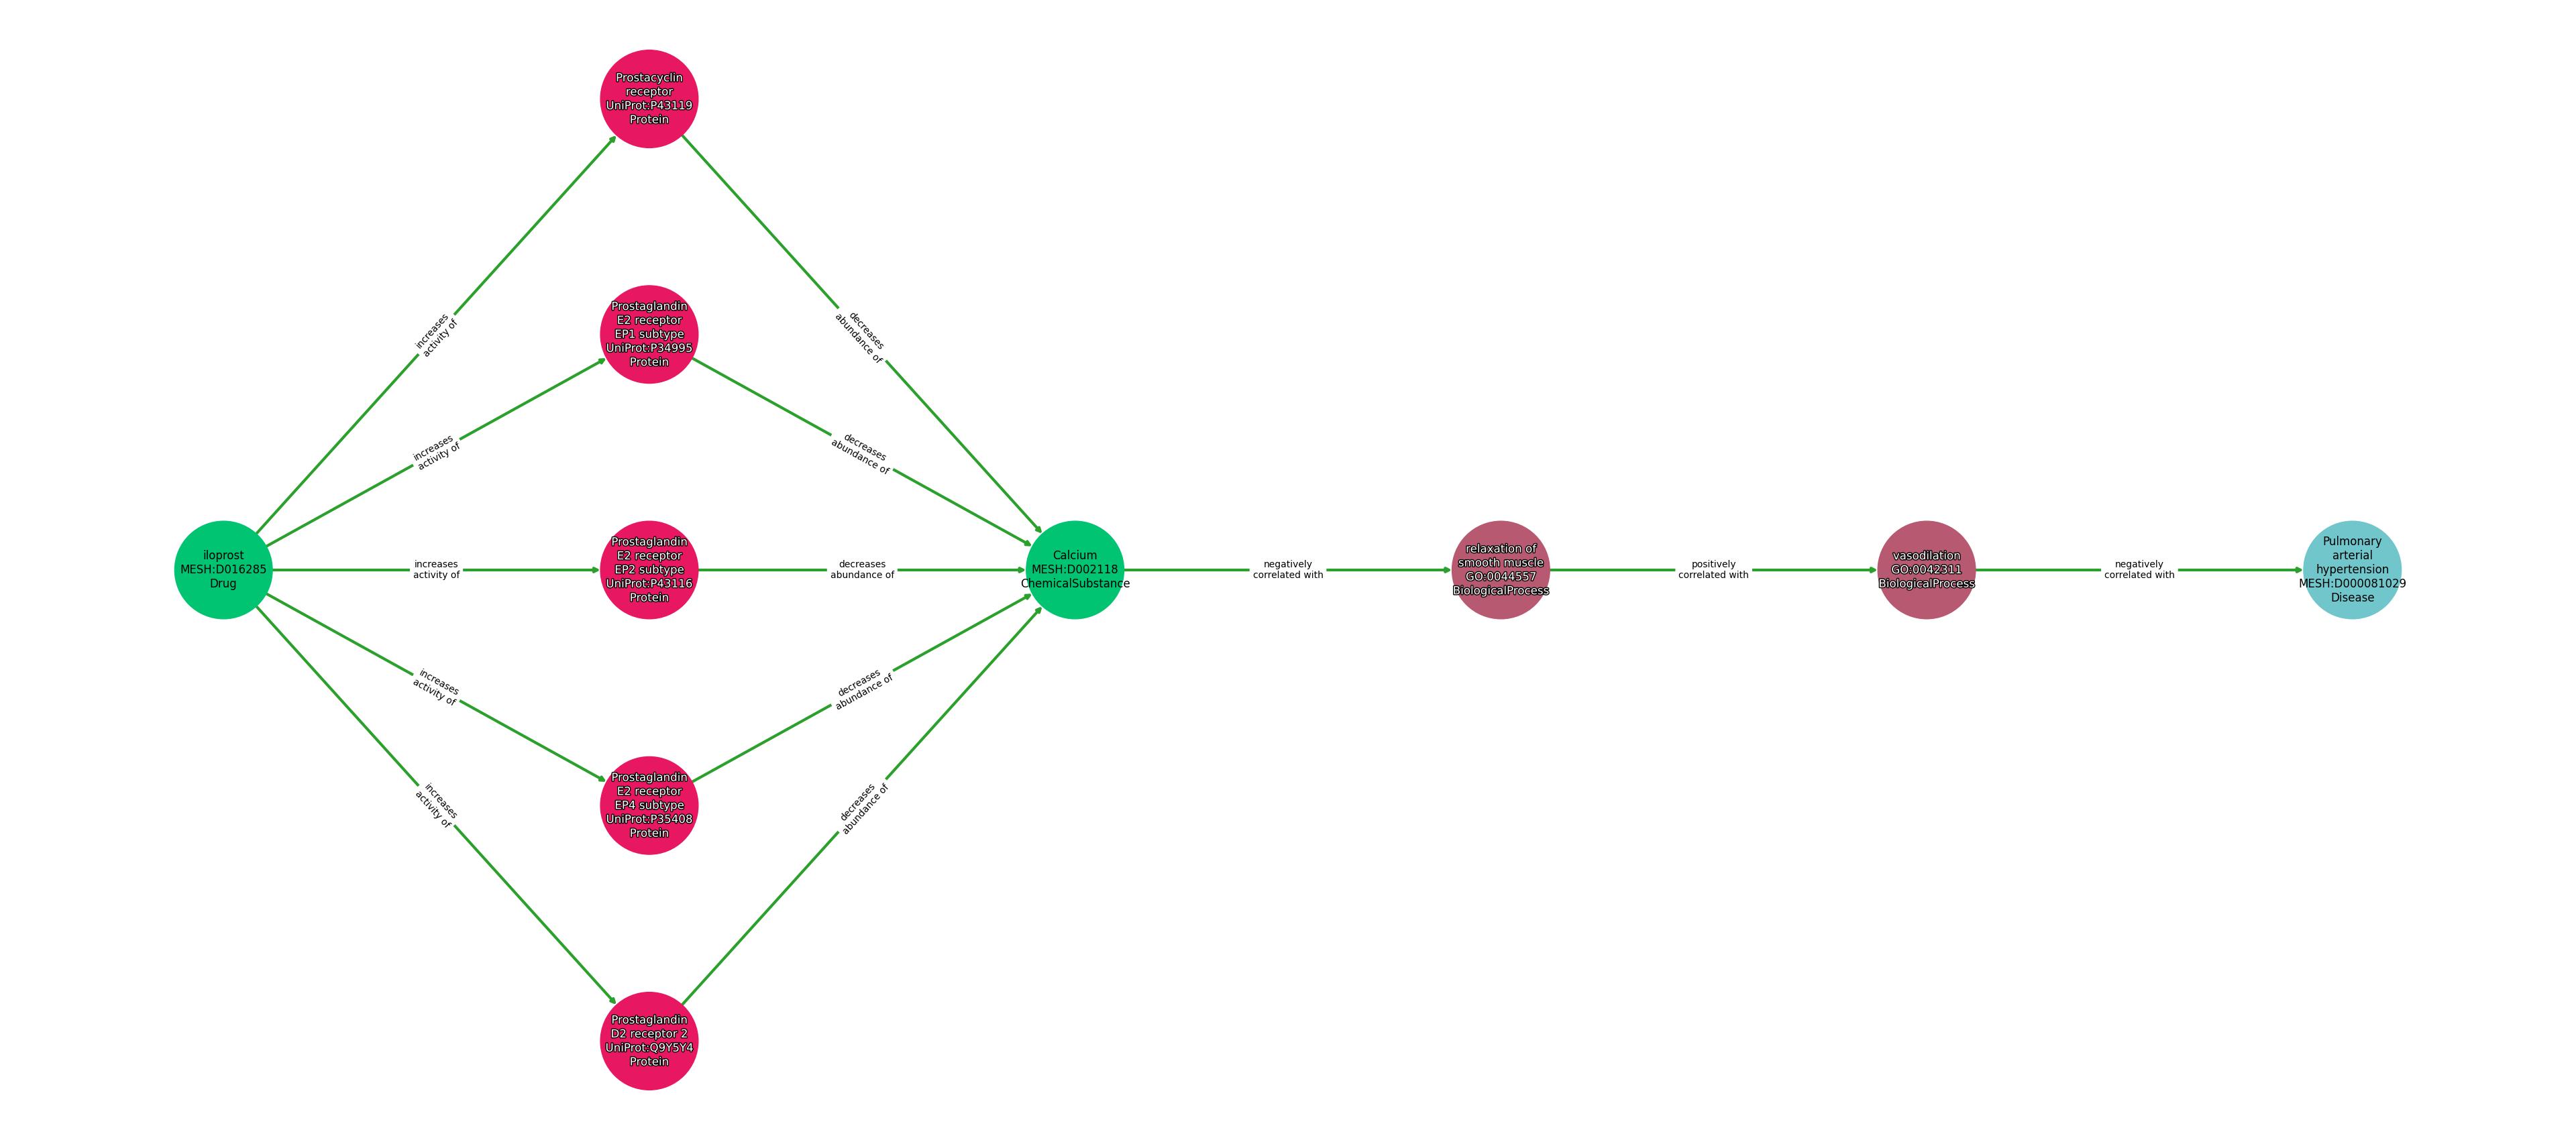 Prostacyclin
receptor
UniProt:P43119
Protein
Prostaglandin
E2 receptor
EP1 subtype
UniProt:P34995
Protein
increases
activity of
decreases
abundance of
increases
activity of
decreases
abundance of
iloprost
MESH:D016285
Drug
increases
activity of
Prostaglandin
E2 receptor
EP2 subtype
UniProt:P43116
Protein
decreases
abundance of
Calcium
MESH:D002118
ChemicalSubstance
negatively
correlated with
relaxation of
smooth muscle
GO:0044557
BiologicalProcess
positively
correlated with
vasodilation
GO:0042311
BiologicalProcess
negatively
correlated with
Pulmonary
arterial
hypertension
MESH:D000081029
Disease
increases
activity of
decreases
abundance of
Prostaglandin
E2 receptor
EP4 subtype
UniProt:P35408
Protein
increases
activity of
decreases
abundance of
Prostaglandin
D2 receptor 2
UniProt:Q9Y5Y4
Protein